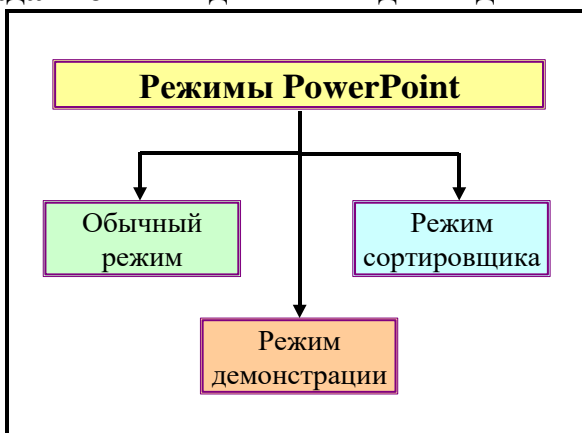 Режимы PowerPoint
Обычный
режим
Режим
сортировщика
Режим
демонстрации